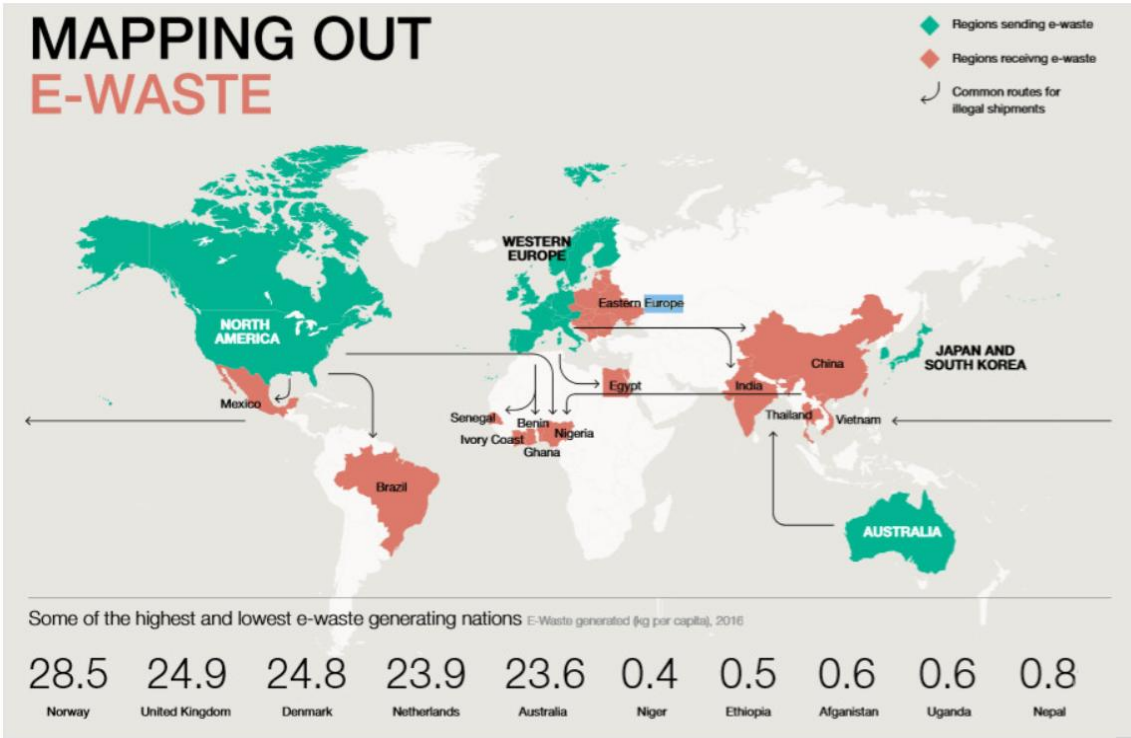 MAPPING OUT
E-WASTE
Regions sending e-waste
Regions receivng e-waste
Common routes for
illegal shipments
WESTERN
EUROPE
Eastern Europe
NORTH
AMERICA
JAPAN AND
SOUTH KOREA
China
Egypt
India
Mexico
Senegal
Benin
Thailand
Vietnam
Ivory Coast
Nigeria
Ghana
Brazil
AUSTRALIA
Some of the highest and lowest e-waste generating nations E-Waste generated (kg per capita), 2016
28.5 24.9 24.8 23.9 23.6 0.4 0.5 0.6 0.6 0.8
Norway United Kingdom Denmark Netherlands Australia Niger Ethiopia Afganistan Uganda Nepal